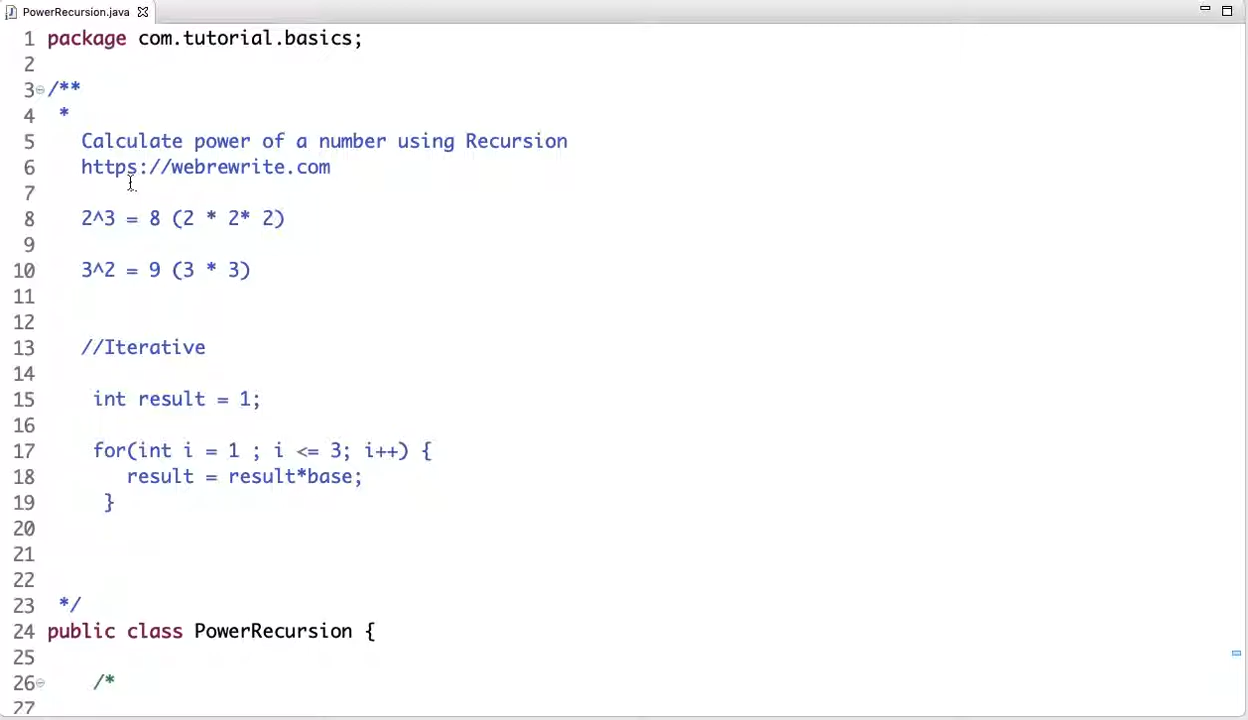 PowerRecursion.java
1 package com.tutorial.basics;
2
3 /**
4 *
5 Calculate power of a number using Recursion
6 https://webrewrite.com
7
8 2^3 = 8 (2 * 2* 2)
9
10 3^2 = 9 (3 * 3)
11
12
13 //Iterative
14
15 int result = 1;
16
17 for(int i = 1 ; i <= 3; i++) {
18 result = result*base;
19 }
20
21
22
23 */
24 public class PowerRecursion {
25
26 /*
27